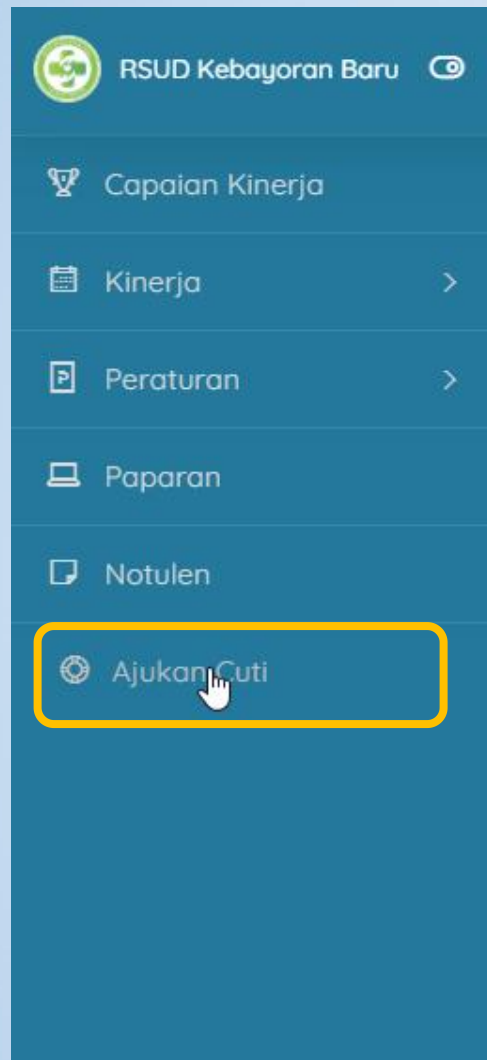 RSUD Kebayoran Baru
Capaian Kinerja
Kinerja
Peraturan
Paparan
Notulen
Ajukan Cuti